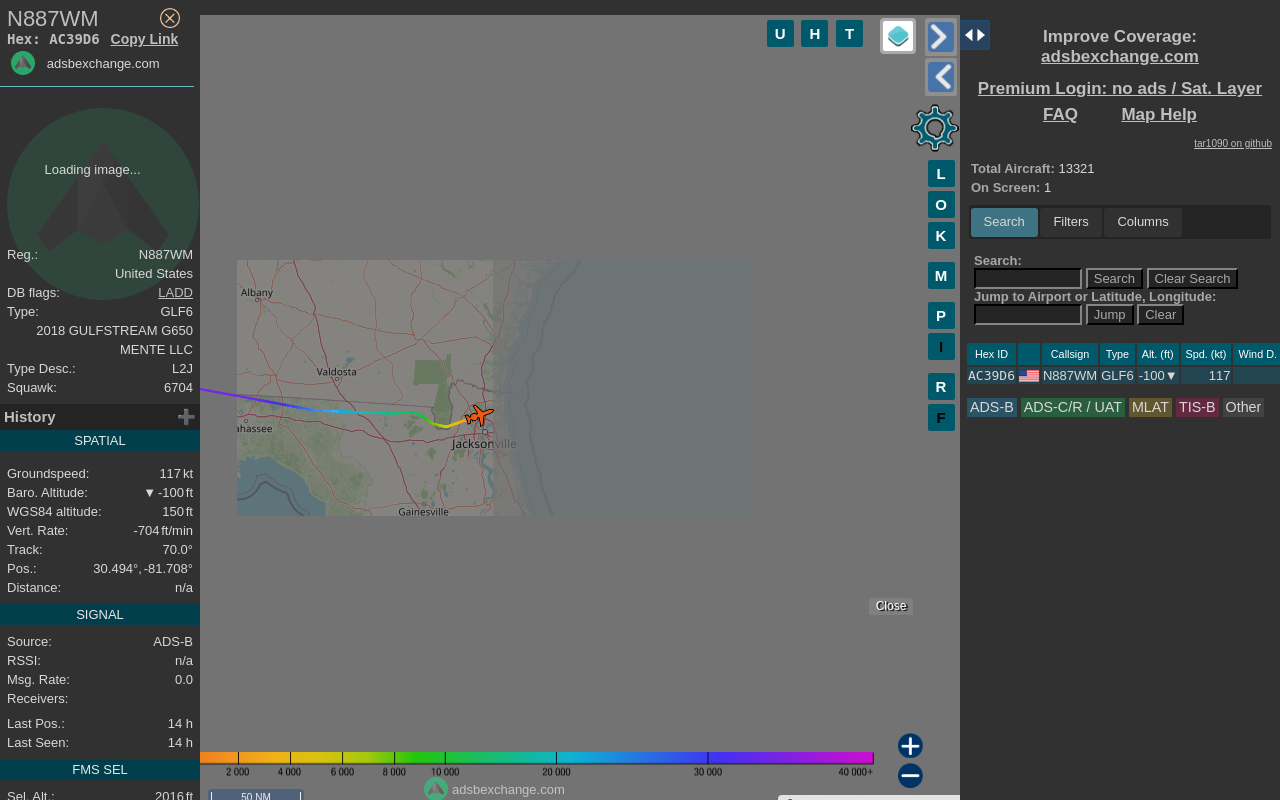 N887WM
Hex: AC39D6 Copy Link
adsbexchange.com
Loading image...
Reg.: N887WM
United States
DB flags: LADD
Type: GLF6
2018 GULFSTREAM G650
MENTE LLC
Type Desc.: L2J
Squawk: 6704
History
SPATIAL
Groundspeed: 117 kt
Baro. Altitude: ▼ -100 ft
WGS84 altitude: 150 ft
Vert. Rate: -704 ft/min
Track: 70.0°
Pos.: 30.494°, -81.708°
Distance: n/a
SIGNAL
Source: ADS-B
RSSI: n/a
Msg. Rate: 0.0
Receivers:
Last Pos.: 14 h
Last Seen: 14 h
FMS SEL
Sel. Alt.: 2016 ft
U H T
L
O
K
M
P
I
R
F
Albany
Valdosta
ahassee
Jacksonville
Gainesville
Close
2 000 4 000 6 000 8 000 10 000 20 000 30 000 40 000+
adsbexchange.com
50 NM
Improve Coverage:
adsbexchange.com
Premium Login: no ads / Sat. Layer
FAQ Map Help
tar1090 on github
Total Aircraft: 13321
On Screen: 1
Search Filters Columns
Search:
Search Clear Search
Jump to Airport or Latitude, Longitude:
Jump Clear
Hex ID Callsign Type Alt. (ft) Spd. (kt) Wind D.
AC39D6 N887WM GLF6 -100▼ 117
ADS-B ADS-C/R / UAT MLAT TIS-B Other